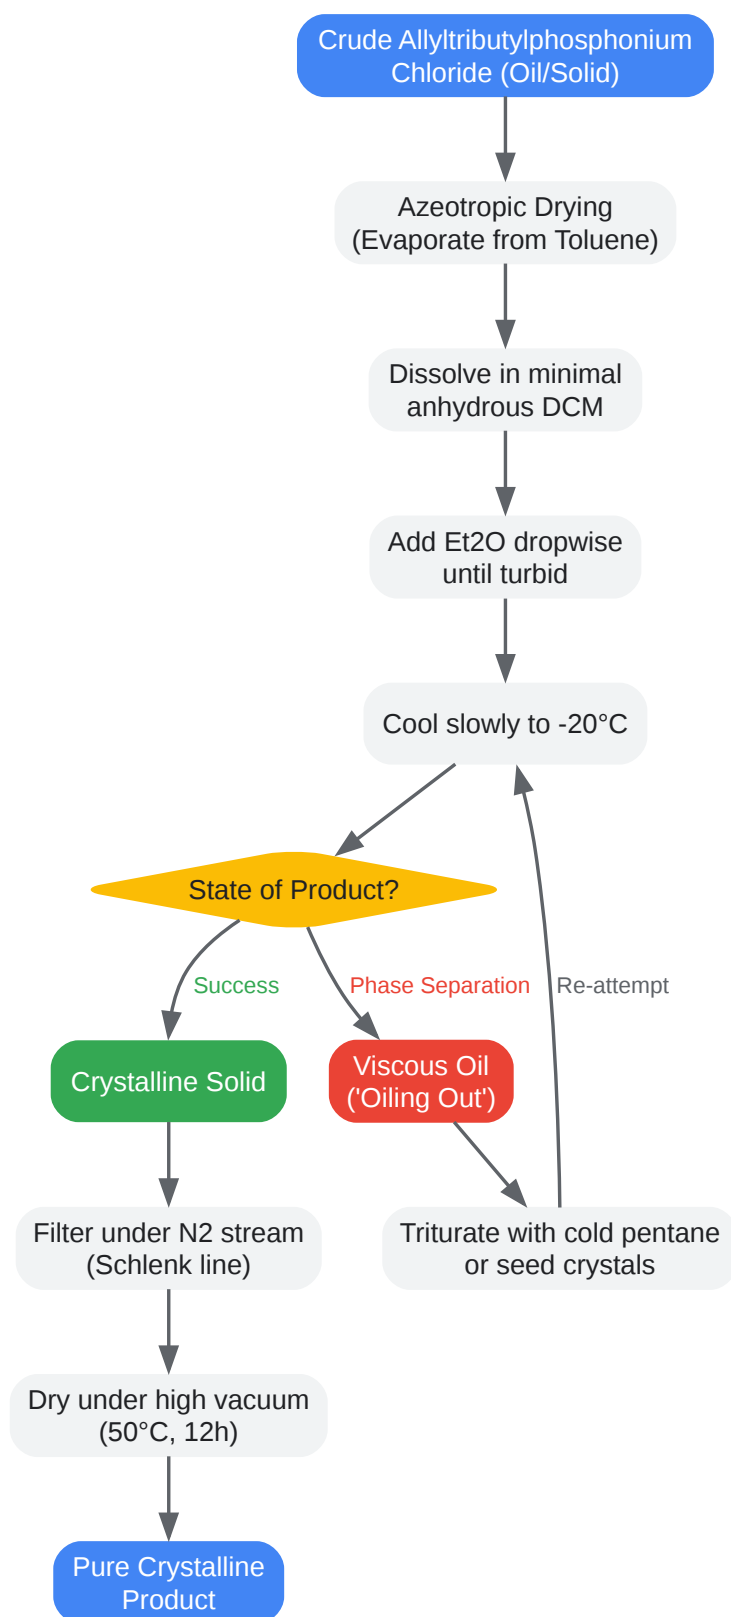 Crude Allyltributylphosphonium
Chloride (Oil/Solid)
Azeotropic Drying
(Evaporate from Toluene)
Dissolve in minimal
anhydrous DCM
Add Et2O dropwise
until turbid
Cool slowly to -20°C
State of Product?
Success
Phase Separation
Re-attempt
Crystalline Solid
Viscous Oil
('Oiling Out')
Filter under N2 stream
(Schlenk line)
Triturate with cold pentane
or seed crystals
Dry under high vacuum
(50°C, 12h)
Pure Crystalline
Product